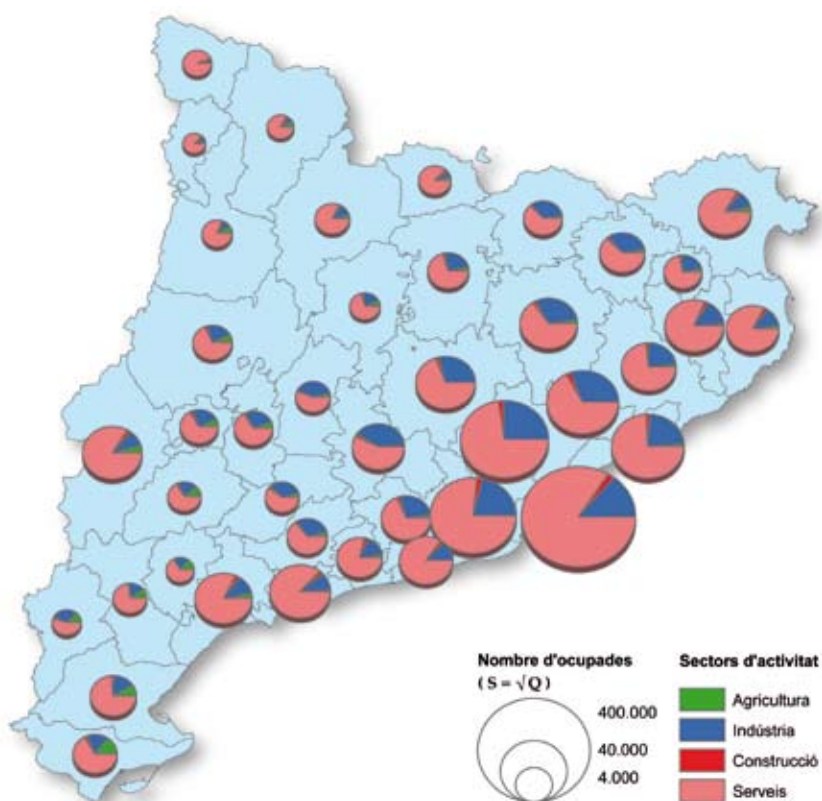 Nombre d'ocupades
( S = √Q )
400.000
40.000
4.000
Sectors d'activitat
Agricultura
Indústria
Construcció
Serveis